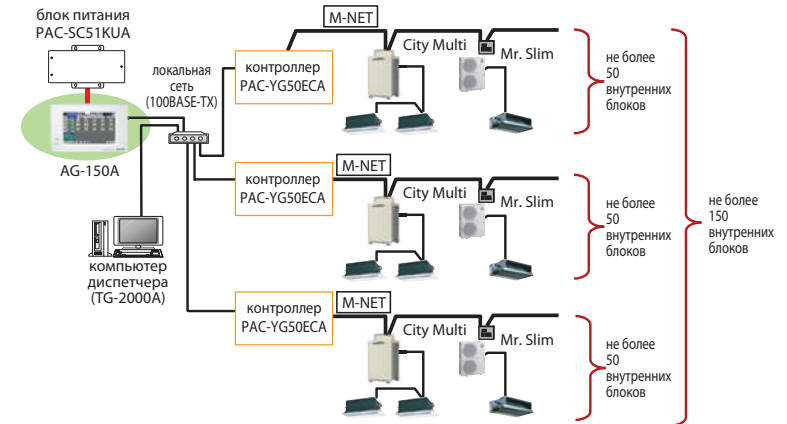 блок питания
PAC-SC51KUA
AG-150A
локальная
сеть
(100BASE-TX)
компьютер
диспетчера
(TG-2000A)
контроллер
PAC-YG50ECA
M-NET
City Multi
Mr. Slim
не более
50
внутренних
блоков
контроллер
PAC-YG50ECA
M-NET
City Multi
Mr. Slim
не более
50
внутренних
блоков
контроллер
PAC-YG50ECA
M-NET
City Multi
Mr. Slim
не более
50
внутренних
блоков
не более
150
внутренних
блоков